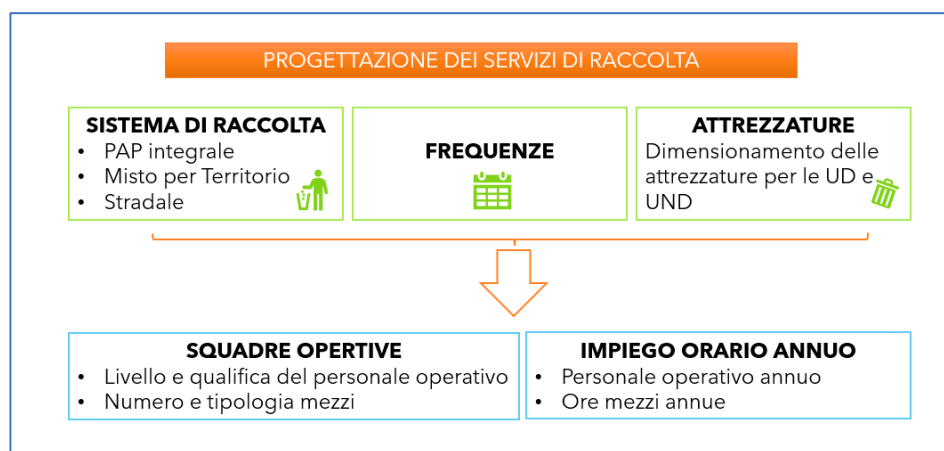 PROGETTAZIONE DEI SERVIZI DI RACCOLTA
SISTEMA DI RACCOLTA
• PAP integrale
• Misto per Territorio
• Stradale
FREQUENZE
ATTREZZATURE
Dimensionamento delle
attrezzature per le UD e
UND
SQUADRE OPERTIVE
• Livello e qualifica del personale operativo
• Numero e tipologia mezzi
IMPIEGO ORARIO ANNUO
• Personale operativo annuo
• Ore mezzi annue